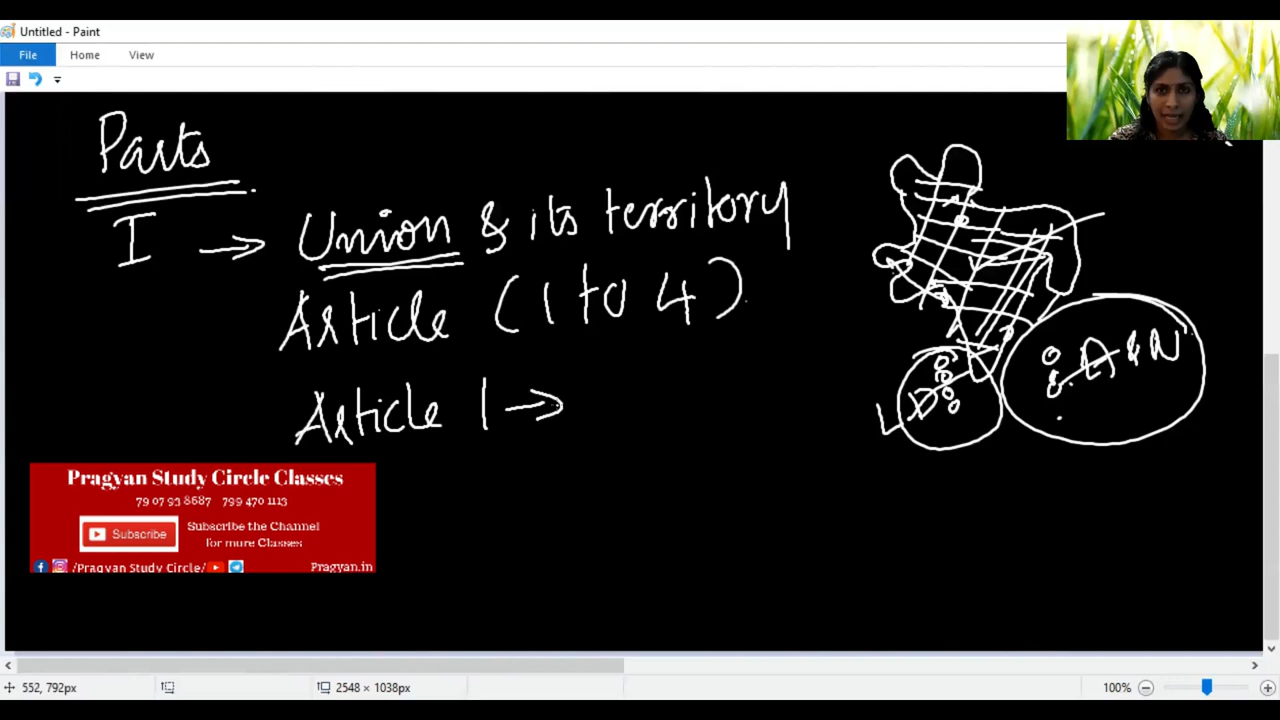 Untitled - Paint
File Home View
Parts
I → Union & its territory
Article (1 to 4)
Article 1 →
LD
A & N
Pragyan Study Circle Classes
79 07 93 8687 799 470 1113
Subscribe
Subscribe the Channel
for more Classes
/Pragyan Study Circle/
Pragyan.in
552, 792px
2548 × 1038px
100%